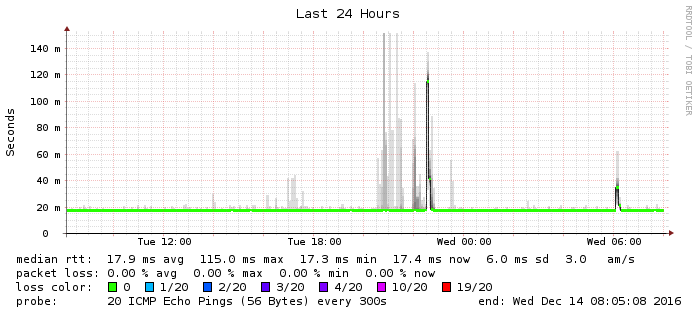 Last 24 Hours
RRDTOOL / TOBI OETIKER
Seconds
140 m
120 m
100 m
80 m
60 m
40 m
20 m
0
Tue 12:00 Tue 18:00 Wed 00:00 Wed 06:00
median rtt: 17.9 ms avg 115.0 ms max 17.3 ms min 17.4 ms now 6.0 ms sd 3.0 am/s
packet loss: 0.00 % avg 0.00 % max 0.00 % min 0.00 % now
loss color: 0 1/20 2/20 3/20 4/20 10/20 19/20
probe: 20 ICMP Echo Pings (56 Bytes) every 300s end: Wed Dec 14 08:05:08 2016